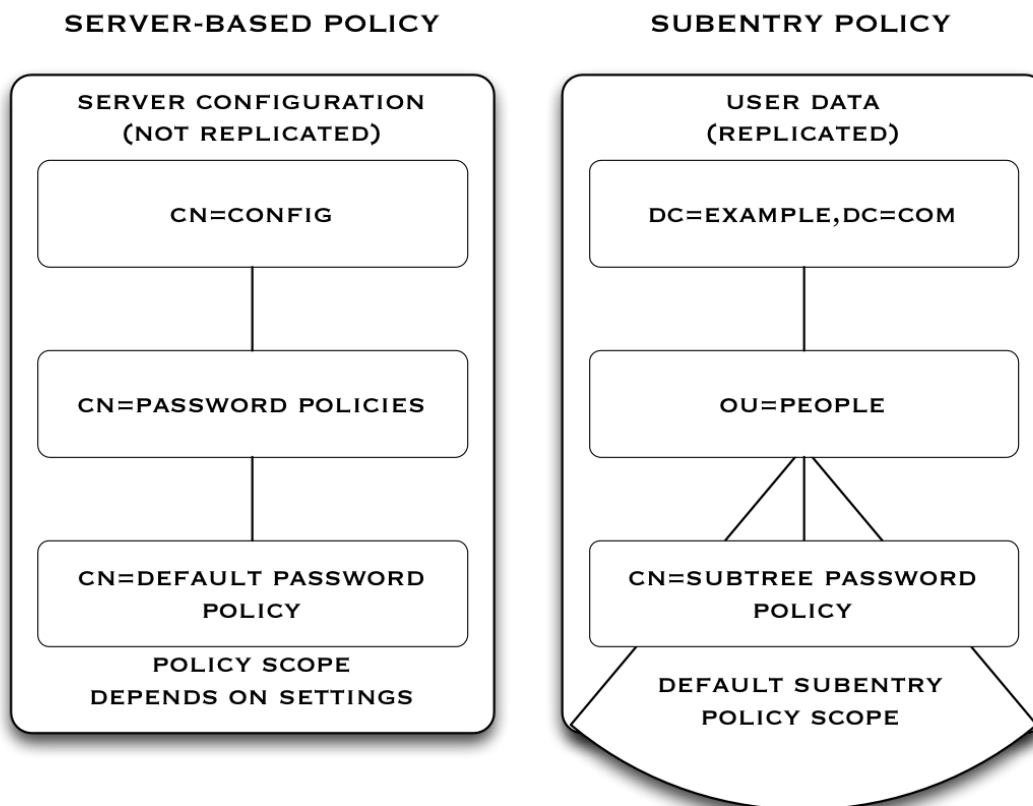 SERVER-BASED POLICY
SERVER CONFIGURATION
(NOT REPLICATED)
CN=CONFIG
CN=PASSWORD POLICIES
CN=DEFAULT PASSWORD
POLICY
POLICY SCOPE
DEPENDS ON SETTINGS
SUBENTRY POLICY
USER DATA
(REPLICATED)
DC=EXAMPLE,DC=COM
OU=PEOPLE
CN=SUBTREE PASSWORD
POLICY
DEFAULT SUBENTRY
POLICY SCOPE